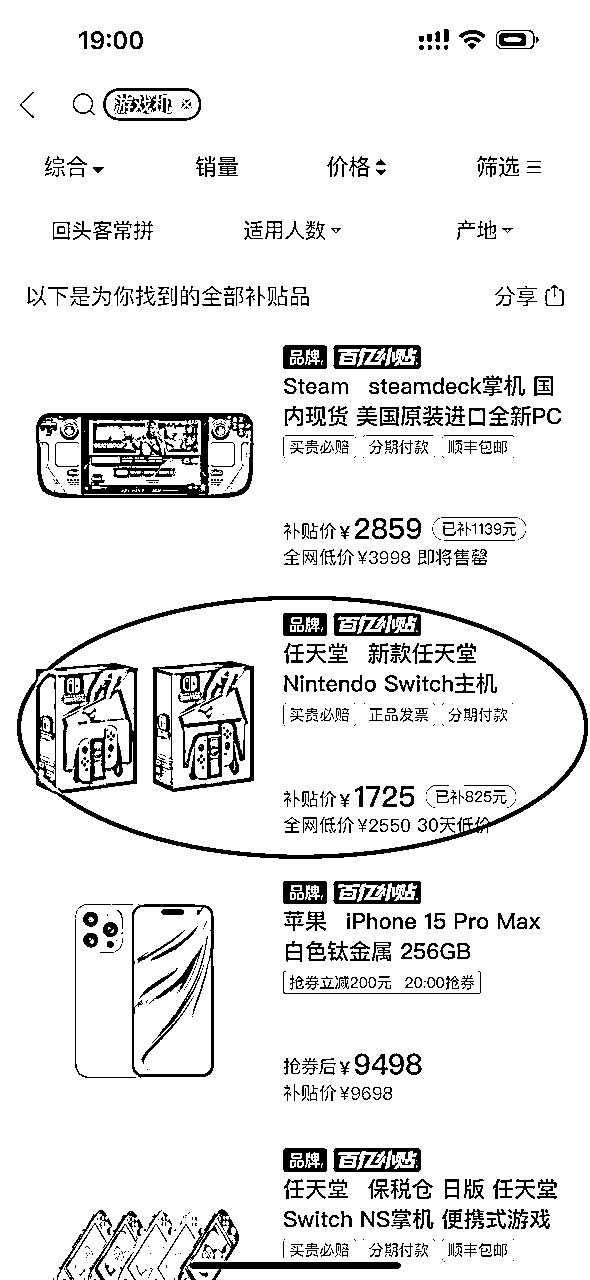 19:00
游戏机
综合
销量
价格
筛选
回头客常拼
适用人数
产地
以下是为你找到的全部补贴品
分享
品牌 百亿补贴
Steam steamdeck掌机 国
内现货 美国原装进口全新PC
买贵必赔 分期付款 顺丰包邮
补贴价¥2859 已补1139元
全网低价¥3998 即将售罄
品牌 百亿补贴
任天堂 新款任天堂
Nintendo Switch主机
买贵必赔 正品发票 分期付款
补贴价¥1725 已补825元
全网低价¥2550 30天低价
品牌 百亿补贴
苹果 iPhone 15 Pro Max
白色钛金属 256GB
抢券立减200元 20:00抢券
抢券后¥9498
补贴价¥9698
品牌 百亿补贴
任天堂 保税仓 日版 任天堂
Switch NS掌机 便携式游戏
买贵必赔 分期付款 顺丰包邮